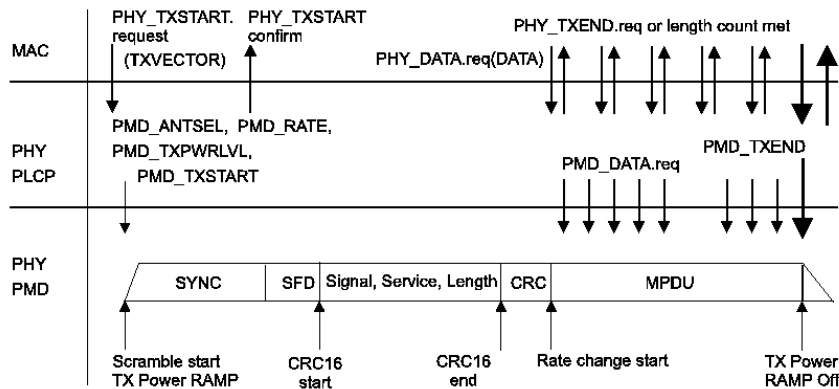 PHY_TXSTART. PHY_TXSTART
request confirm PHY_TXEND.req or length count met
MAC (TXVECTOR) PHY_DATA.req(DATA)
PMD_ANTSEL, PMD_RATE,
PHY PMD_TXPWRLVL, PMD_TXEND
PLCP PMD_TXSTART PMD_DATA.req
PHY
PMD SYNC SFD Signal, Service, Length CRC MPDU
Scramble start CRC16 CRC16 Rate change start TX Power
TX Power RAMP start end RAMP Off